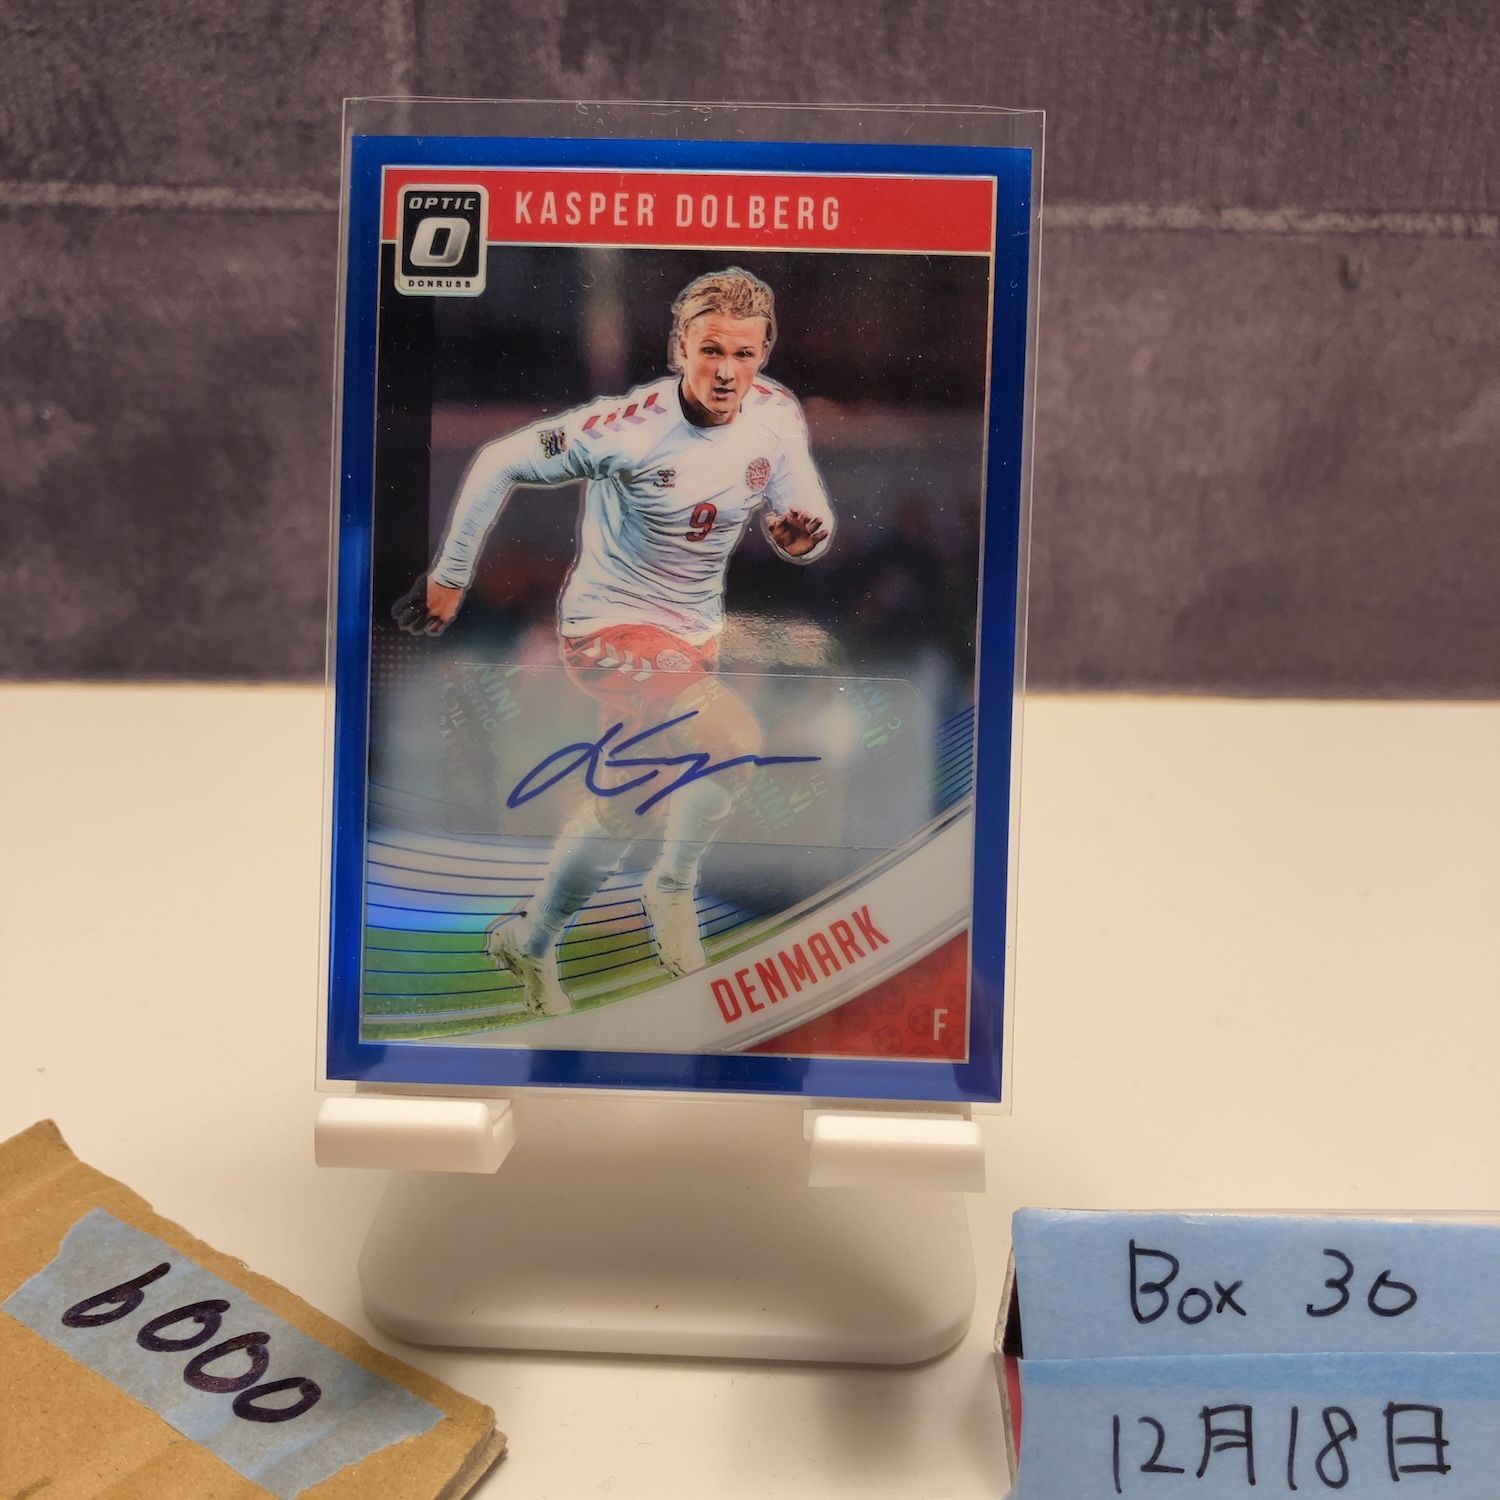 OPTIC
O
DONRUSS
KASPER DOLBERG
9
DENMARK
F
6000
Box 30
12月18日